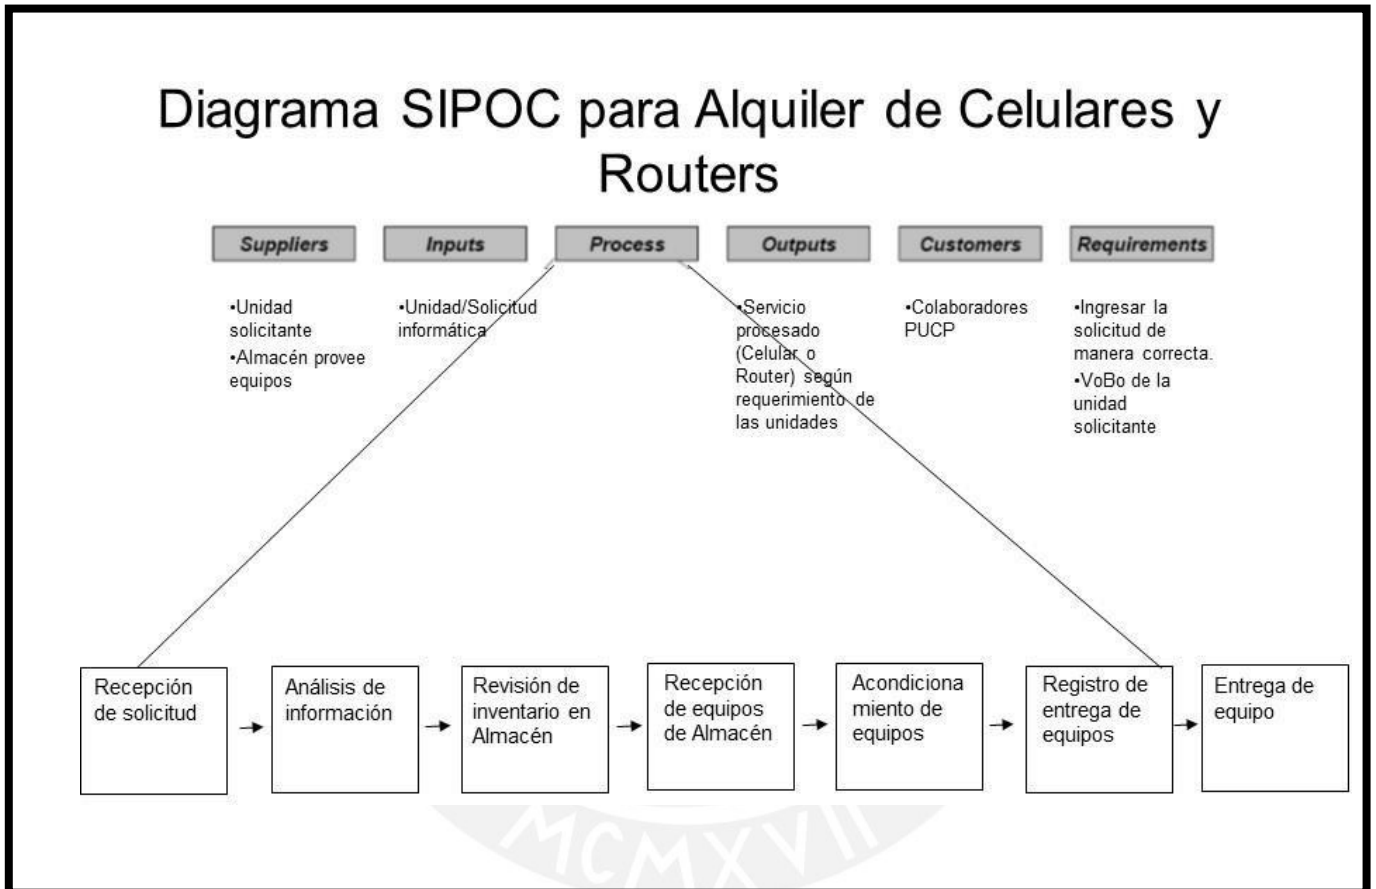 Diagrama SIPOC para Alquiler de Celulares y
Routers
Suppliers
Inputs
Process
Outputs
Customers
Requirements
•Unidad
solicitante
•Almacén provee
equipos
•Unidad/Solicitud
informática
•Servicio
procesado
(Celular o
Router) según
requerimiento de
las unidades
•Colaboradores
PUCP
•Ingresar la
solicitud de
manera correcta.
•VoBo de la
unidad
solicitante
Recepción
de solicitud
Análisis de
información
Revisión de
inventario en
Almacén
Recepción
de equipos
de Almacén
Acondiciona
miento de
equipos
Registro de
entrega de
equipos
Entrega de
equipo
MCMXVII